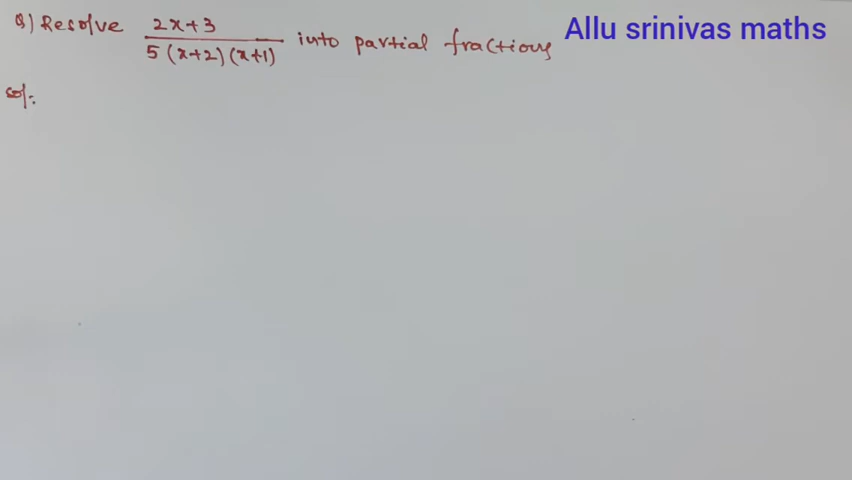 Q) Resolve 2x+3 / 5(x+2)(x+1) into partial fractions
Allu srinivas maths
Sol: